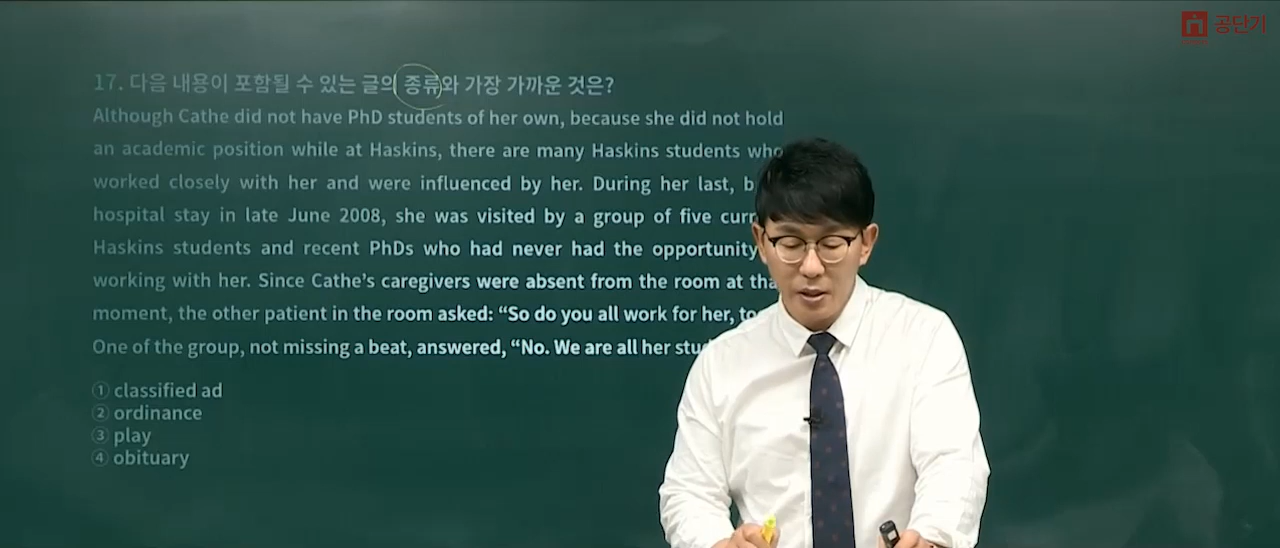 공단기
17. 다음 내용이 포함될 수 있는 글의 종류와 가장 가까운 것은?
Although Cathe did not have PhD students of her own, because she did not hold
an academic position while at Haskins, there are many Haskins students who
worked closely with her and were influenced by her. During her last,
hospital stay in late June 2008, she was visited by a group of five
Haskins students and recent PhDs who had never had the opportunity
working with her. Since Cathe's caregivers were absent from the room at
moment, the other patient in the room asked: “So do you all work for her,
One of the group, not missing a beat, answered, “No. We are all her
① classified ad
② ordinance
③ play
④ obituary